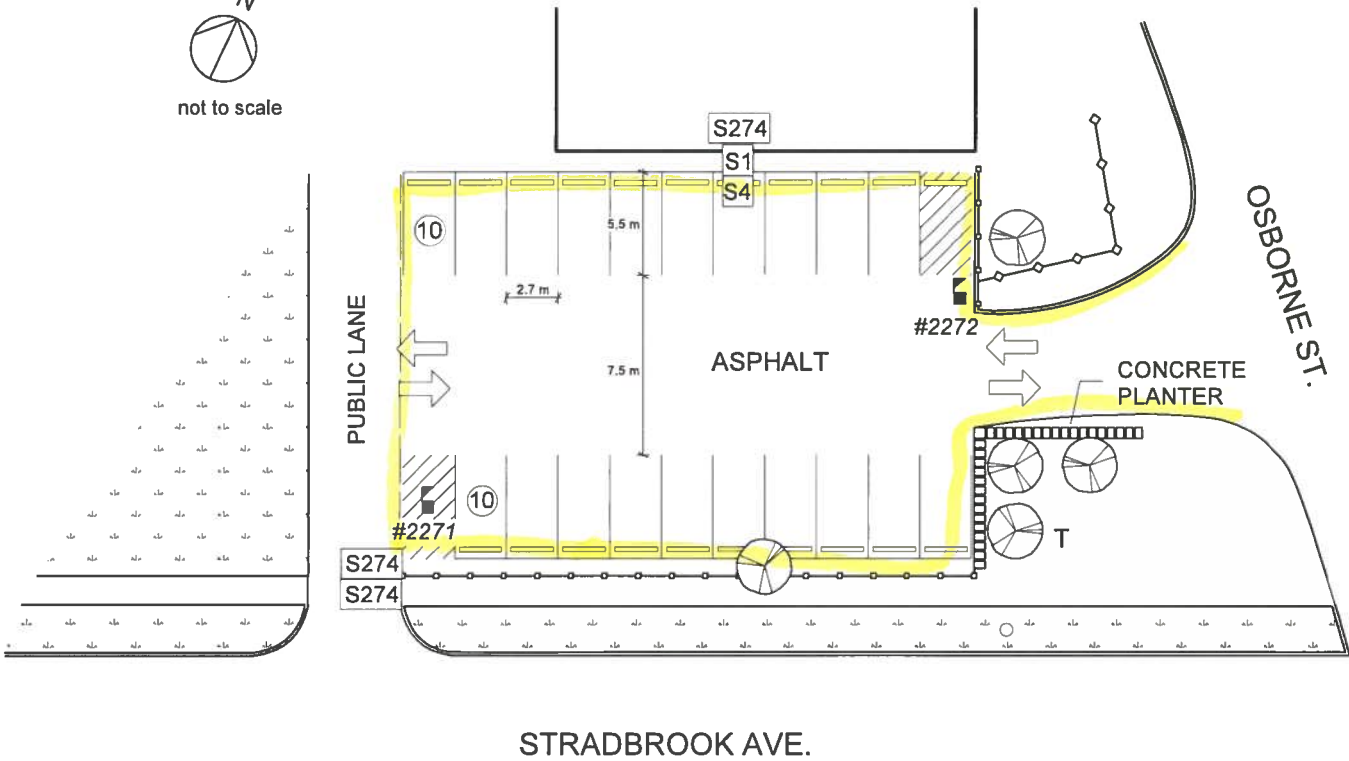 N
not to scale
S274
S1
S4
10
5.5 m
2.7 m
#2272
OSBORNE ST.
PUBLIC LANE
7.5 m
ASPHALT
CONCRETE
PLANTER
10
#2271
T
S274
S274
STRADBROOK AVE.